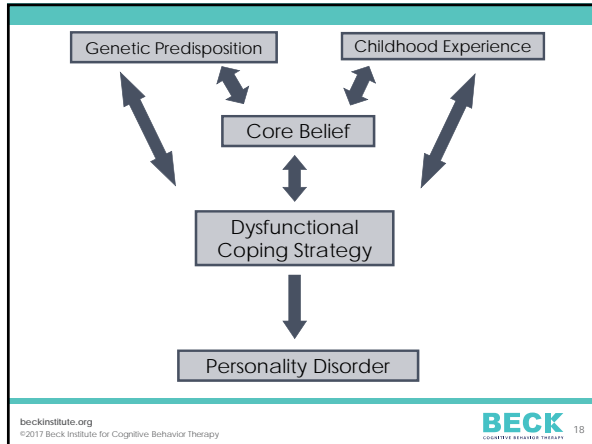 Genetic Predisposition
Childhood Experience
Core Belief
Dysfunctional
Coping Strategy
Personality Disorder
beckinstitute.org
©2017 Beck Institute for Cognitive Behavior Therapy
BECK
COGNITIVE BEHAVIOR THERAPY
18